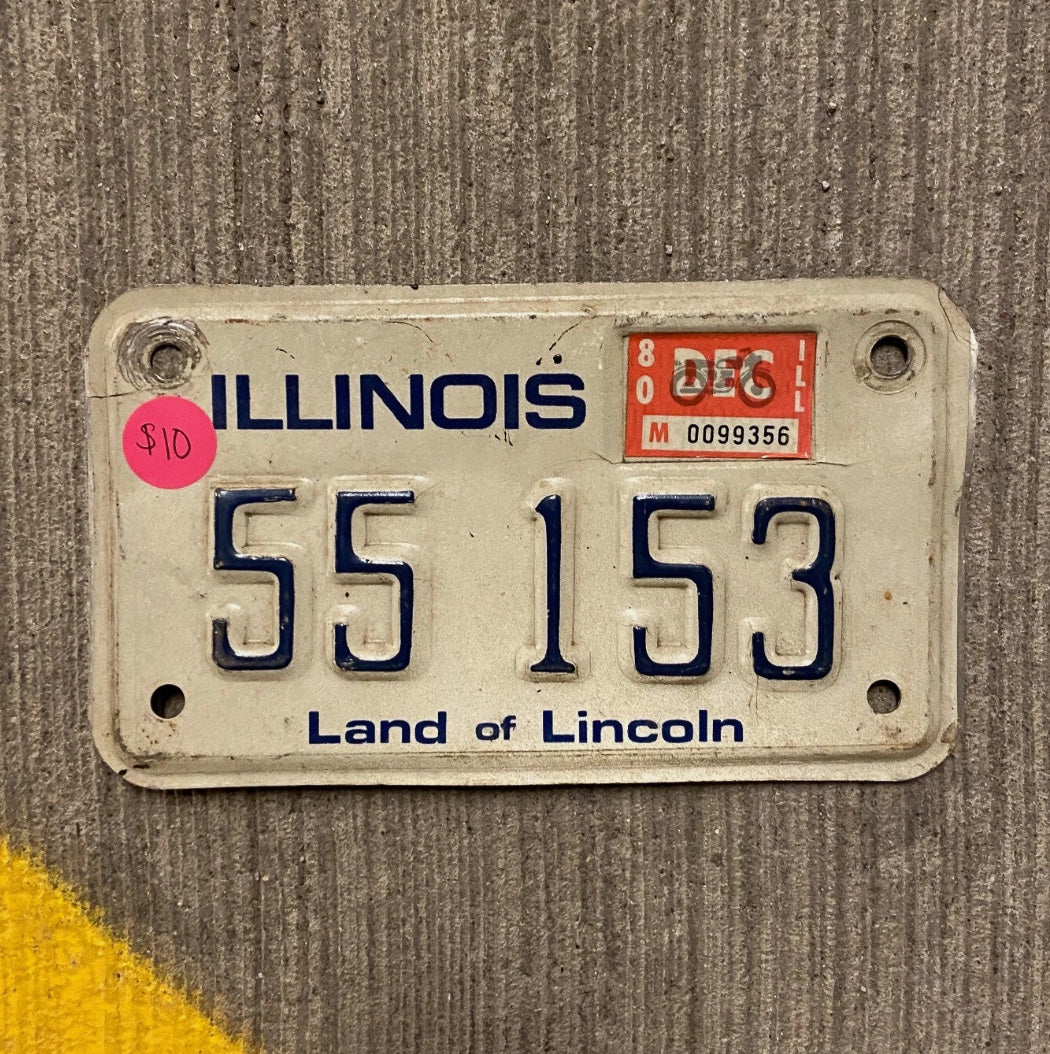 ILLINOIS
80 DEC ILL
M 0099356
$10
55 153
Land of Lincoln